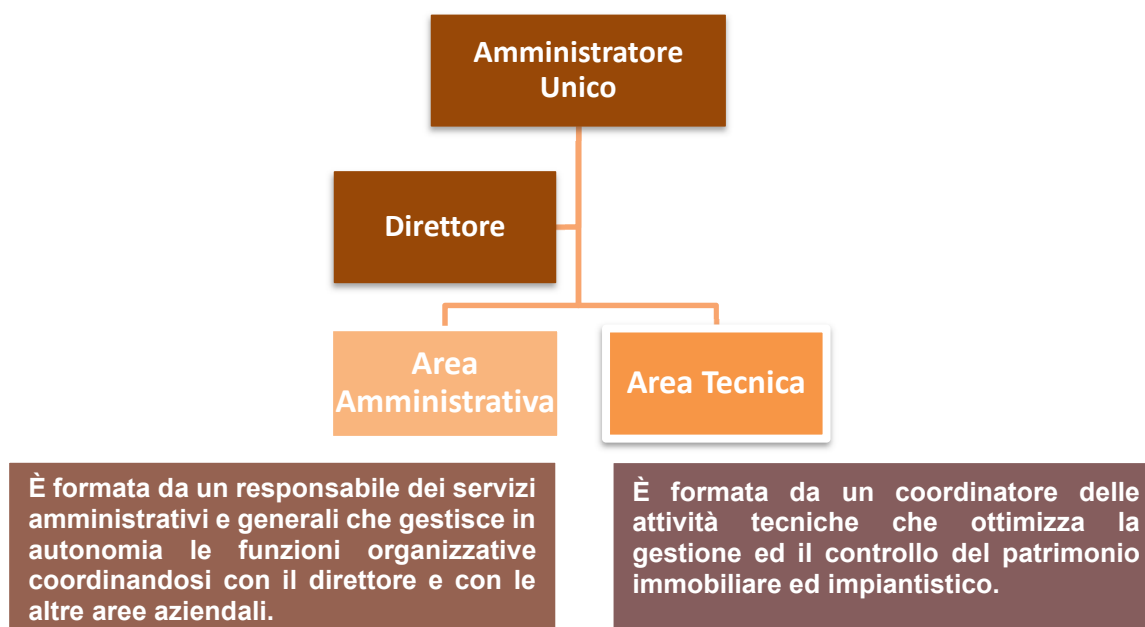 Amministratore
Unico
Direttore
Area
Amministrativa
Area Tecnica
È formata da un responsabile dei servizi
amministrativi e generali che gestisce in
autonomia le funzioni organizzative
coordinandosi con il direttore e con le
altre aree aziendali.
È formata da un coordinatore delle
attività tecniche che ottimizza la
gestione ed il controllo del patrimonio
immobiliare ed impiantistico.